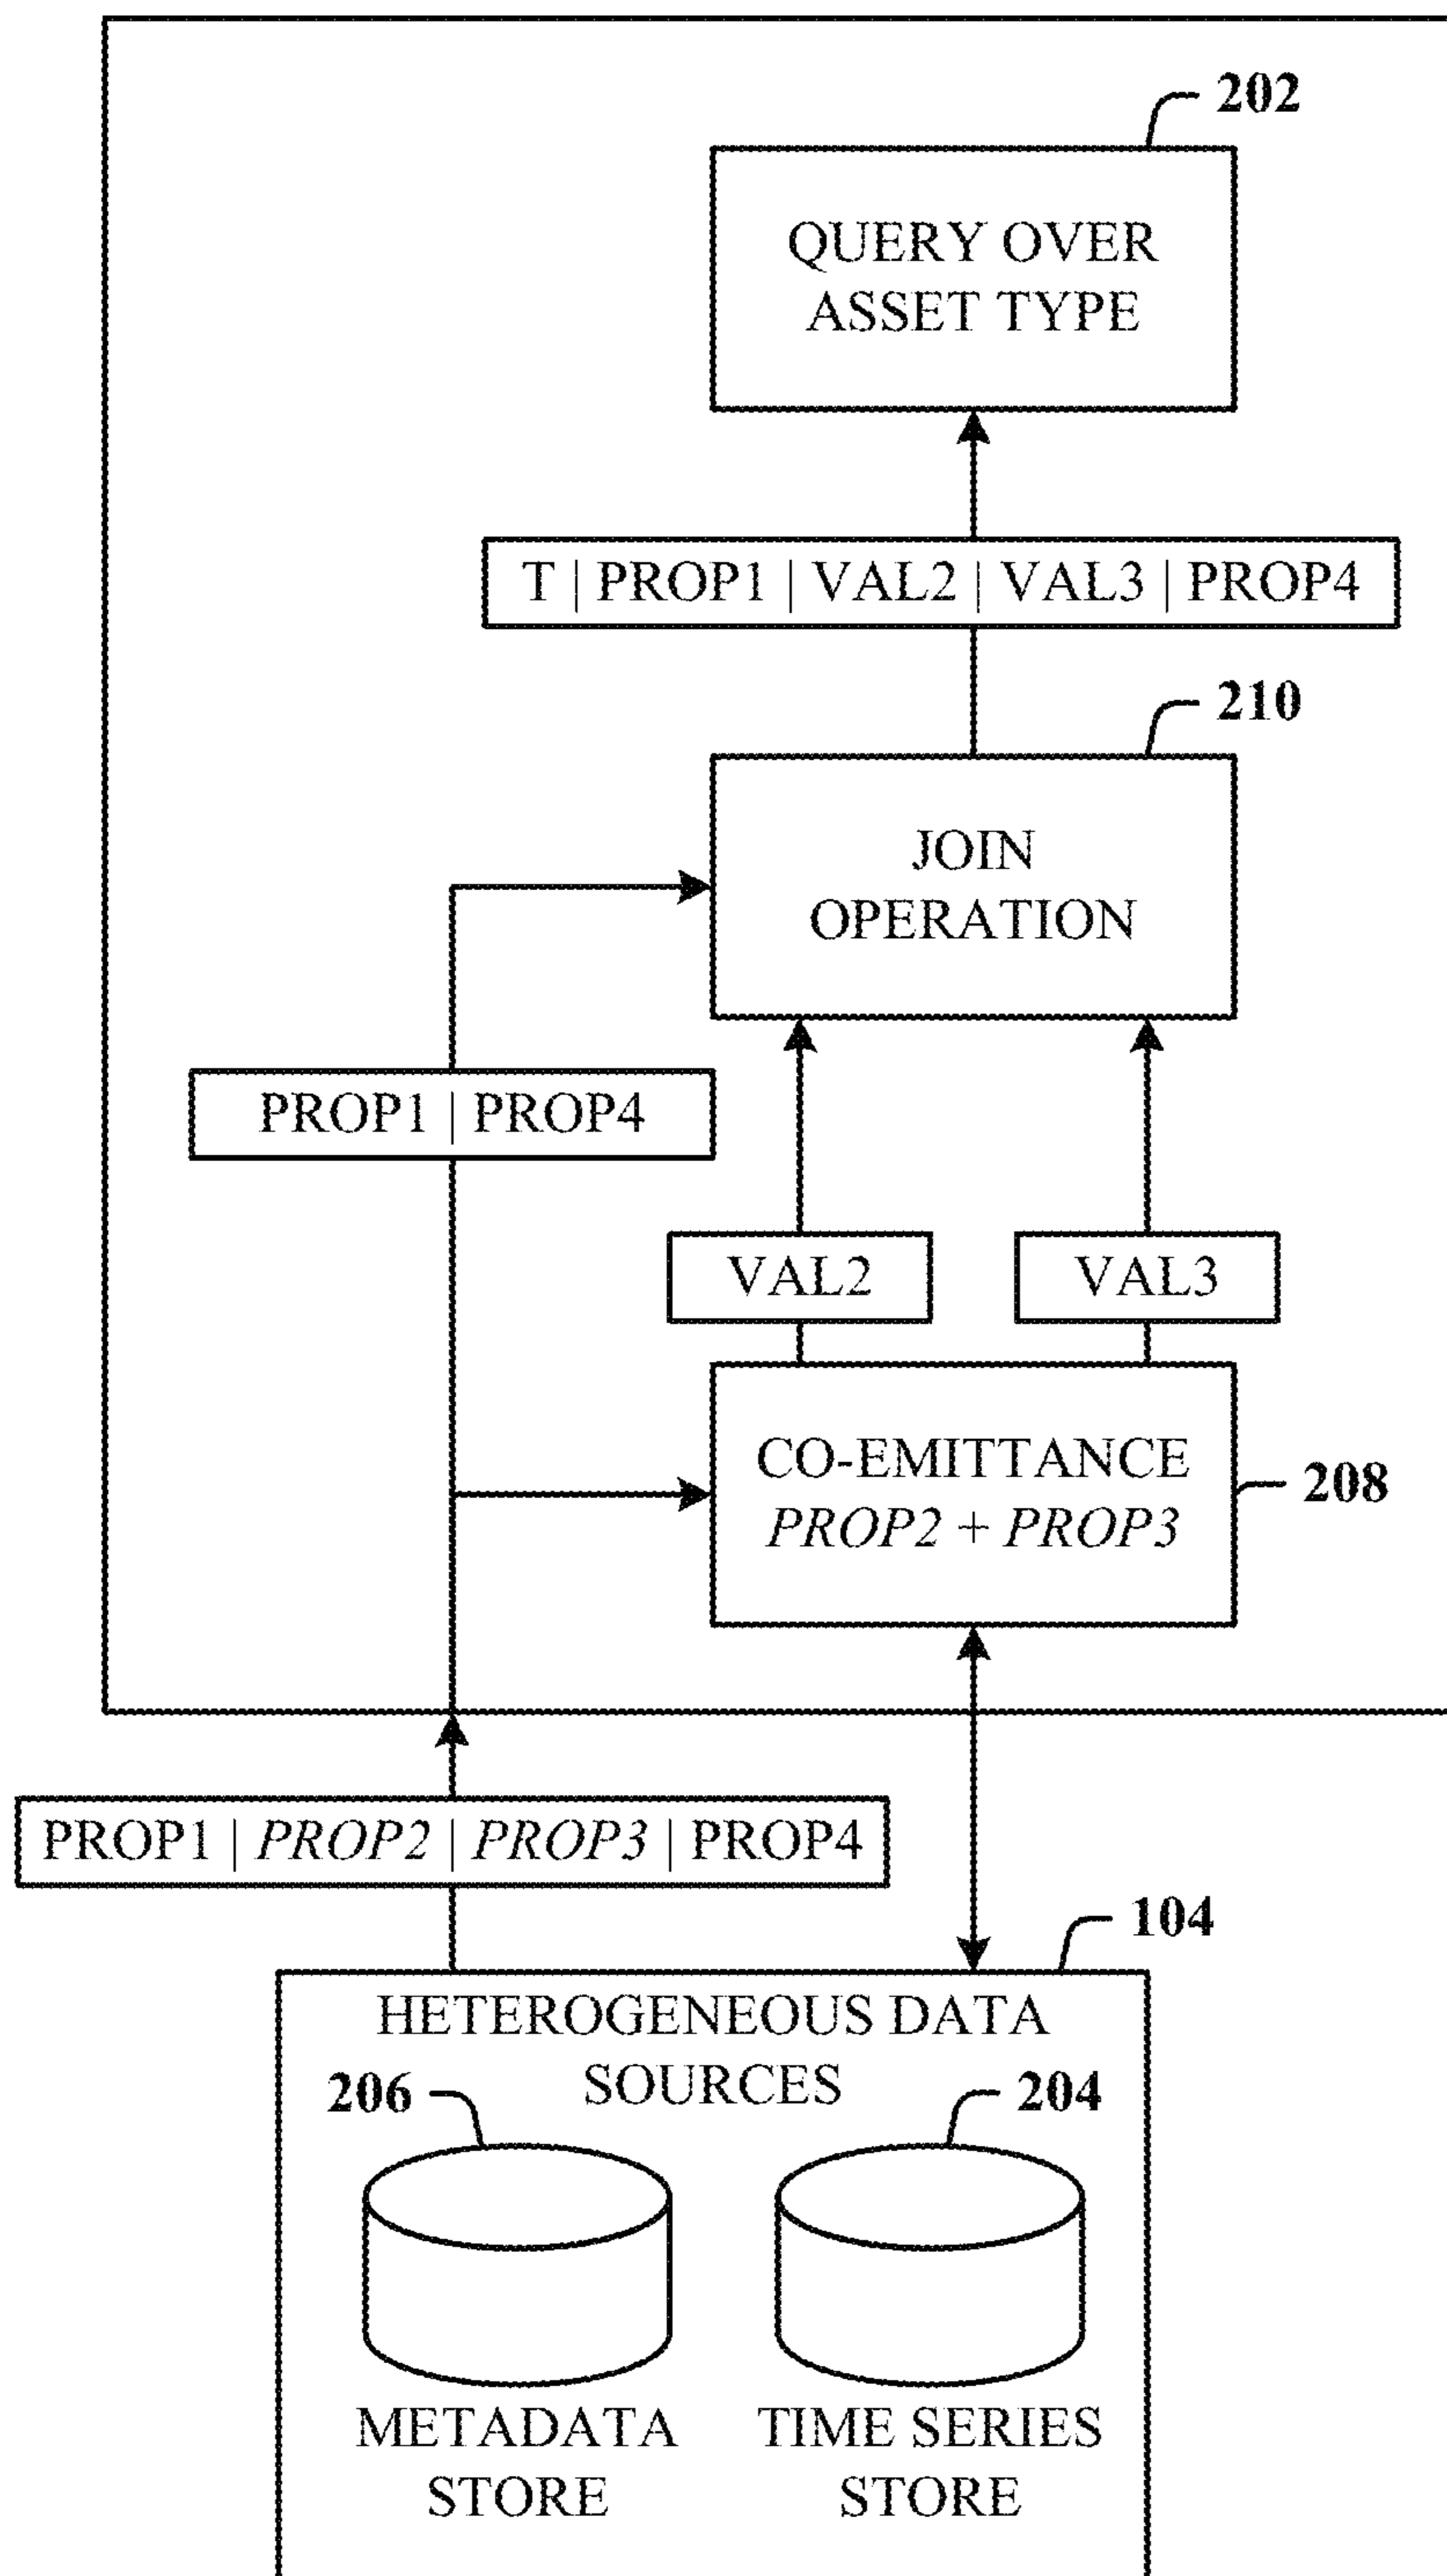 202
QUERY OVER
ASSET TYPE
T | PROP1 | VAL2 | VAL3 | PROP4
210
JOIN
OPERATION
PROP1 | PROP4
VAL2
VAL3
CO-EMITTANCE
PROP2 + PROP3
208
PROP1 | PROP2 | PROP3 | PROP4
104
HETEROGENEOUS DATA
SOURCES
206
204
METADATA
STORE
TIME SERIES
STORE